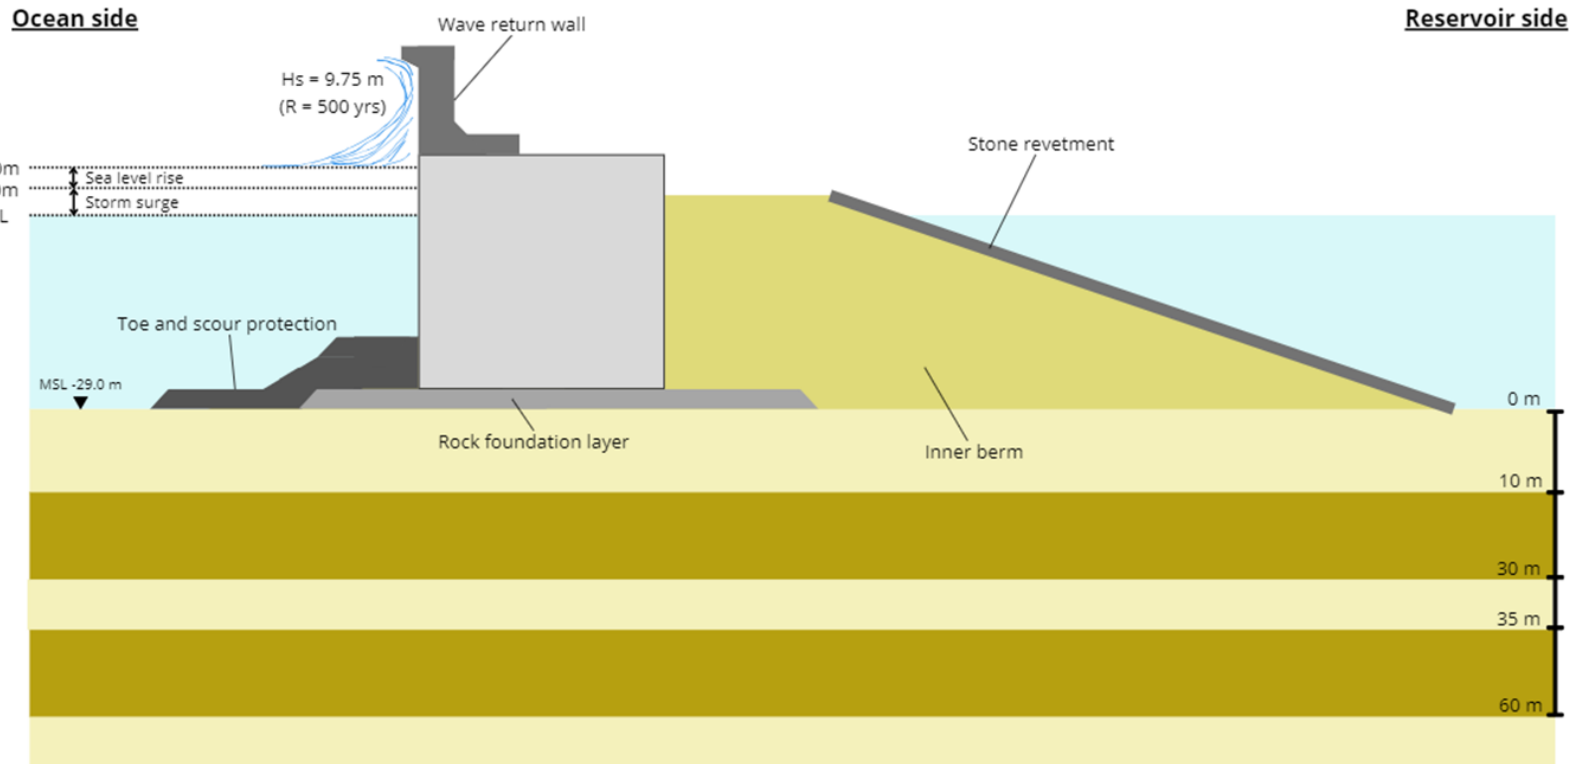 Ocean side
Reservoir side
Wave return wall
Hs = 9.75 m
(R = 500 yrs)
Stone revetment
m
Sea level rise
m
Storm surge
L
Toe and scour protection
MSL -29.0 m
0 m
Rock foundation layer
Inner berm
10 m
30 m
35 m
60 m